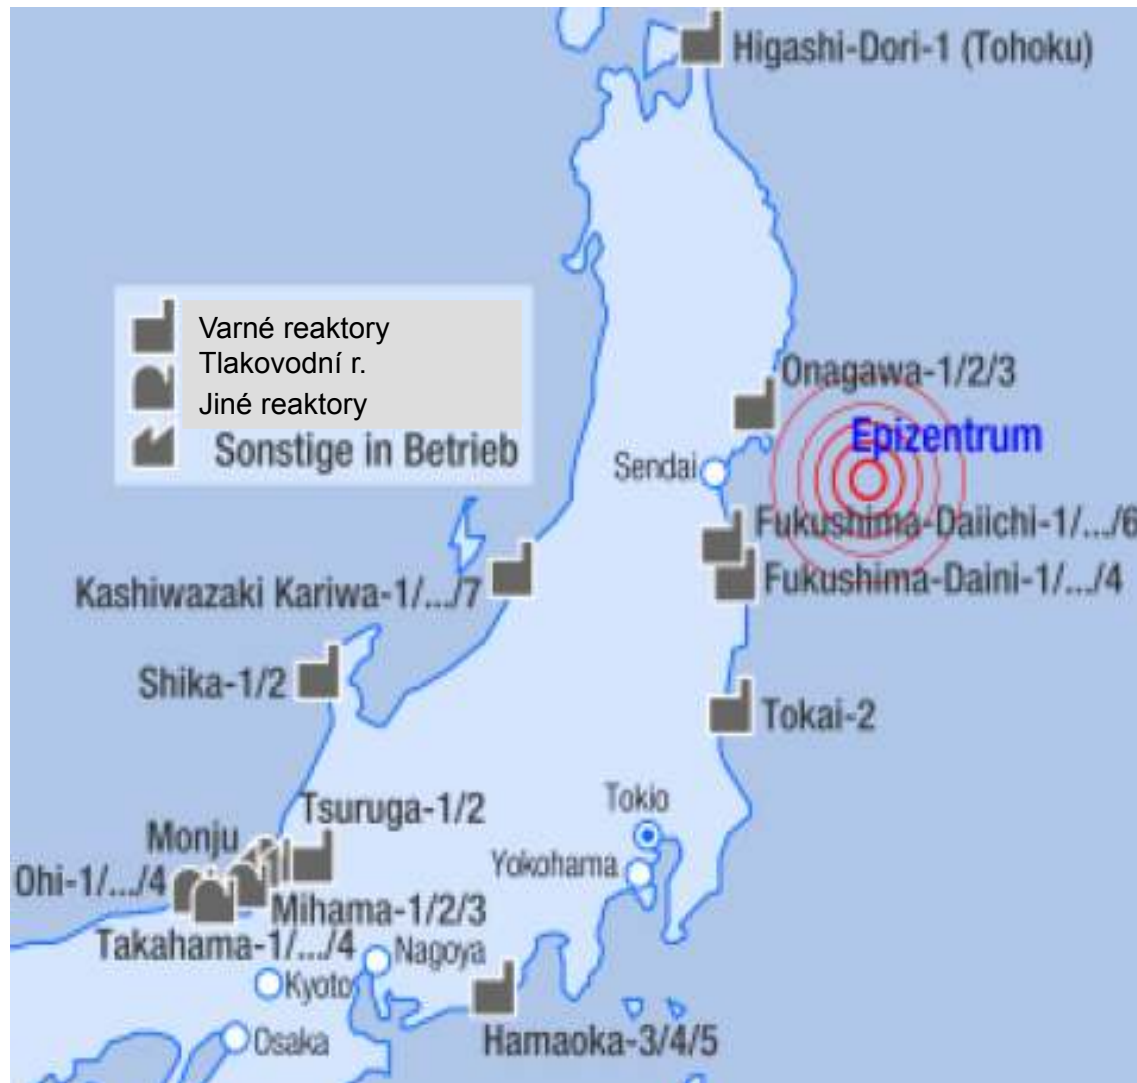 Higashi-Dori-1 (Tohoku)
Varné reaktory
Tlakovodní r.
Jiné reaktory
Sonstige in Betrieb
Onagawa-1/2/3
Epizentrum
Sendai
Fukushima-Daiichi-1/.../6
Fukushima-Daini-1/.../4
Kashiwazaki Kariwa-1/.../7
Shika-1/2
Tokai-2
Tsuruga-1/2
Tokio
Monju
Yokohama
Ohi-1/.../4
Mihama-1/2/3
Takahama-1/.../4
Nagoya
Kyoto
Osaka
Hamaoka-3/4/5